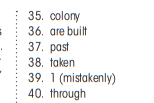 35. colony
36. are built
37. past
38. taken
39. 1 (mistakenly)
40. through